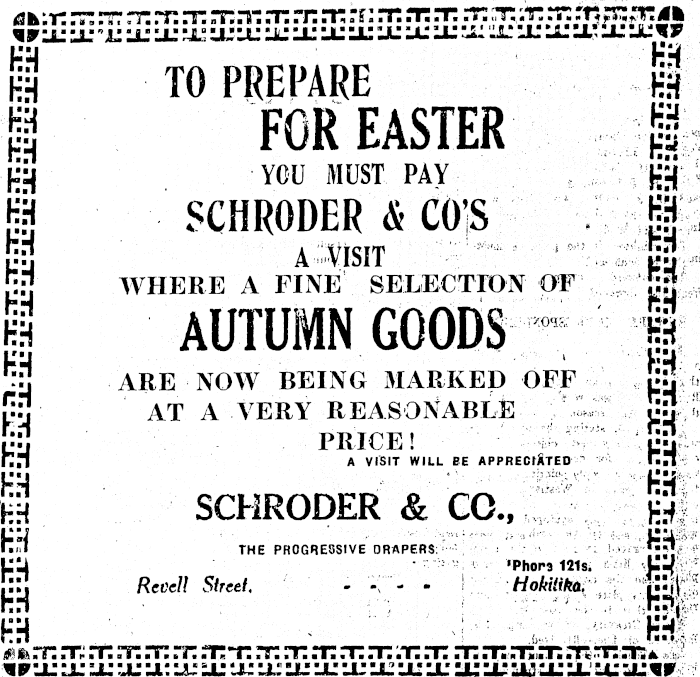 TO PREPARE
FOR EASTER
YOU MUST PAY
SCHRODER & CO'S
A VISIT
WHERE A FINE SELECTION OF
AUTUMN GOODS
ARE NOW BEING MARKED OFF
AT A VERY REASONABLE
PRICE!
A VISIT WILL BE APPRECIATED
SCHRODER & CO.,
THE PROGRESSIVE DRAPERS.
'Phone 121s.
Revell Street. - - - - Hokitika.